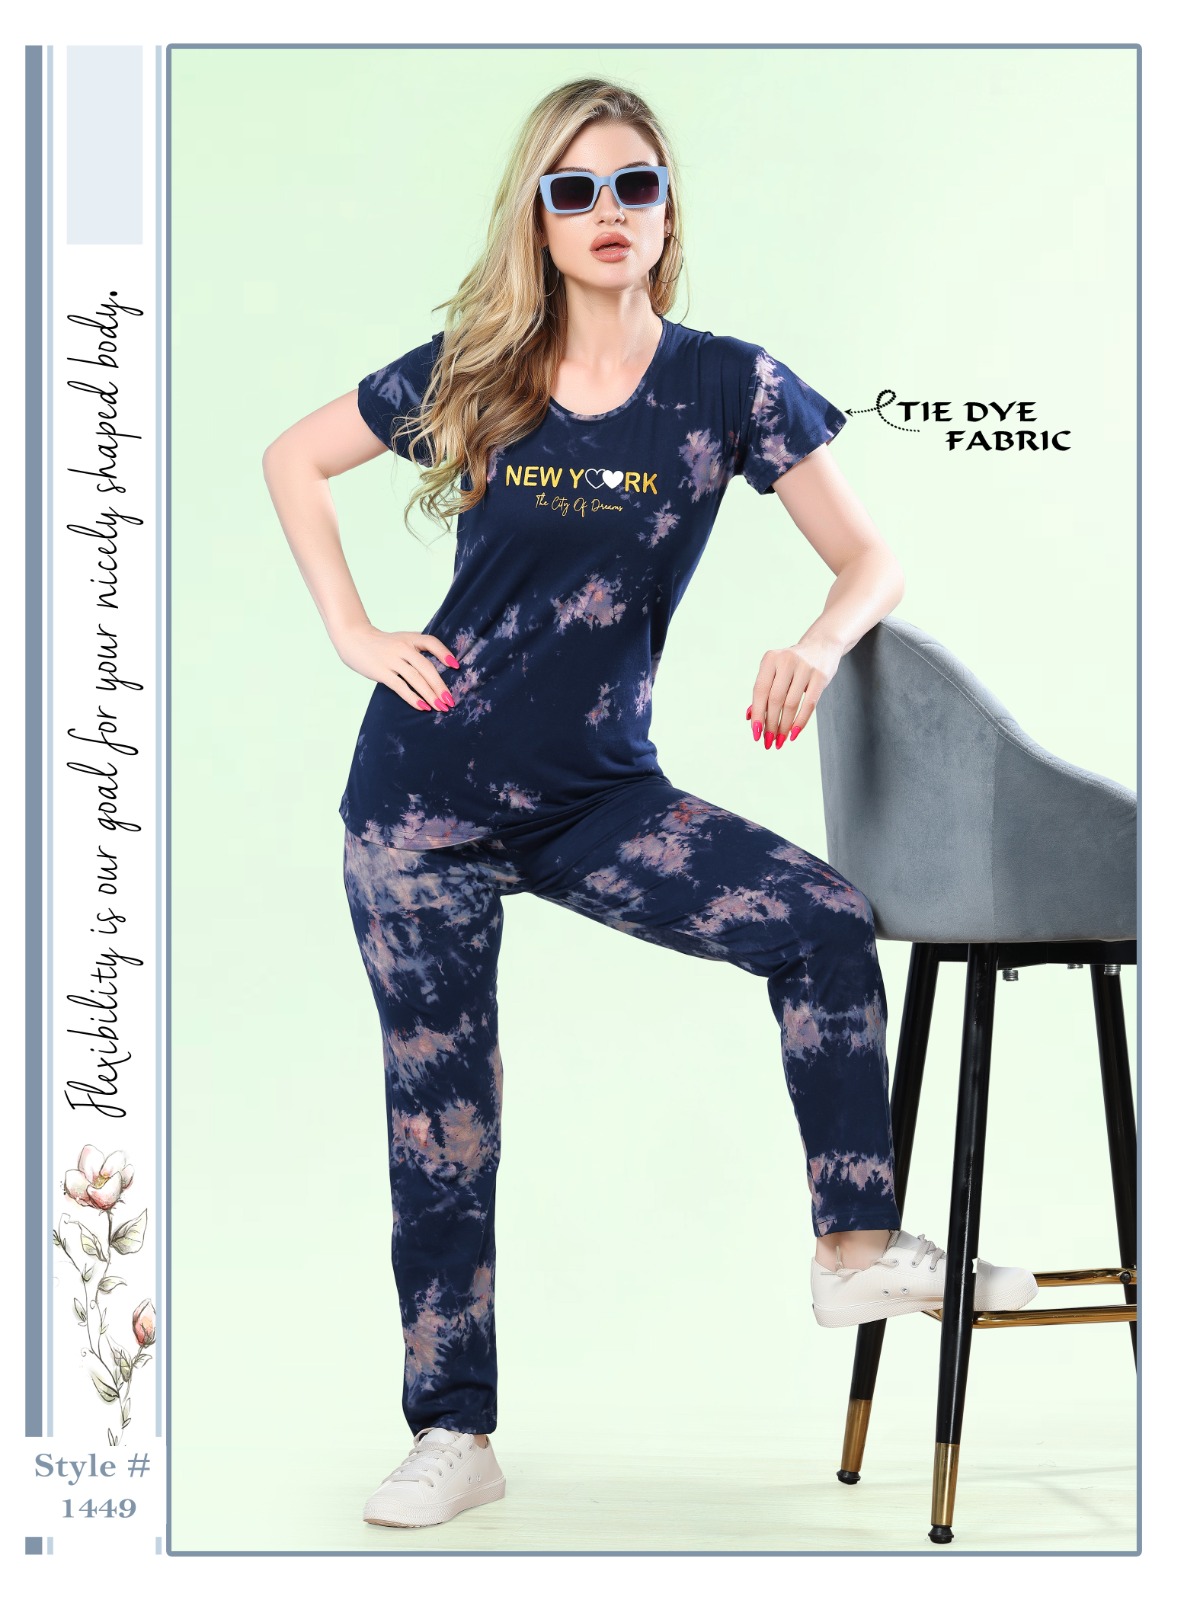 Flexibility is our goal for your nicely shaped body.
TIE DYE
FABRIC
NEW Y RK
The City Of Dreams
Style #
1449